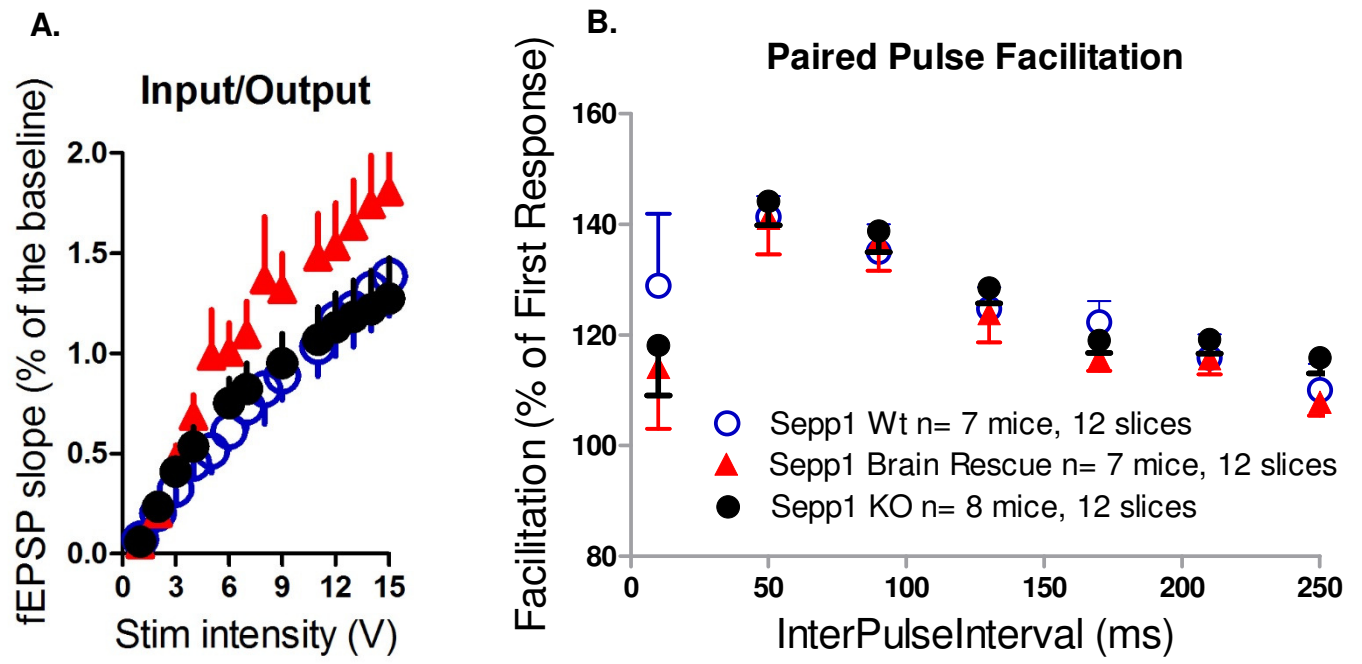 A.
Input/Output
fEPSP slope (% of the baseline)
2.0
1.5
1.0
0.5
0.0
0 3 6 9 12 15
Stim intensity (V)
B.
Paired Pulse Facilitation
Facilitation (% of First Response)
160
140
120
100
80
Sepp1 Wt n= 7 mice, 12 slices
Sepp1 Brain Rescue n= 7 mice, 12 slices
Sepp1 KO n= 8 mice, 12 slices
0 50 100 150 200 250
InterPulseInterval (ms)